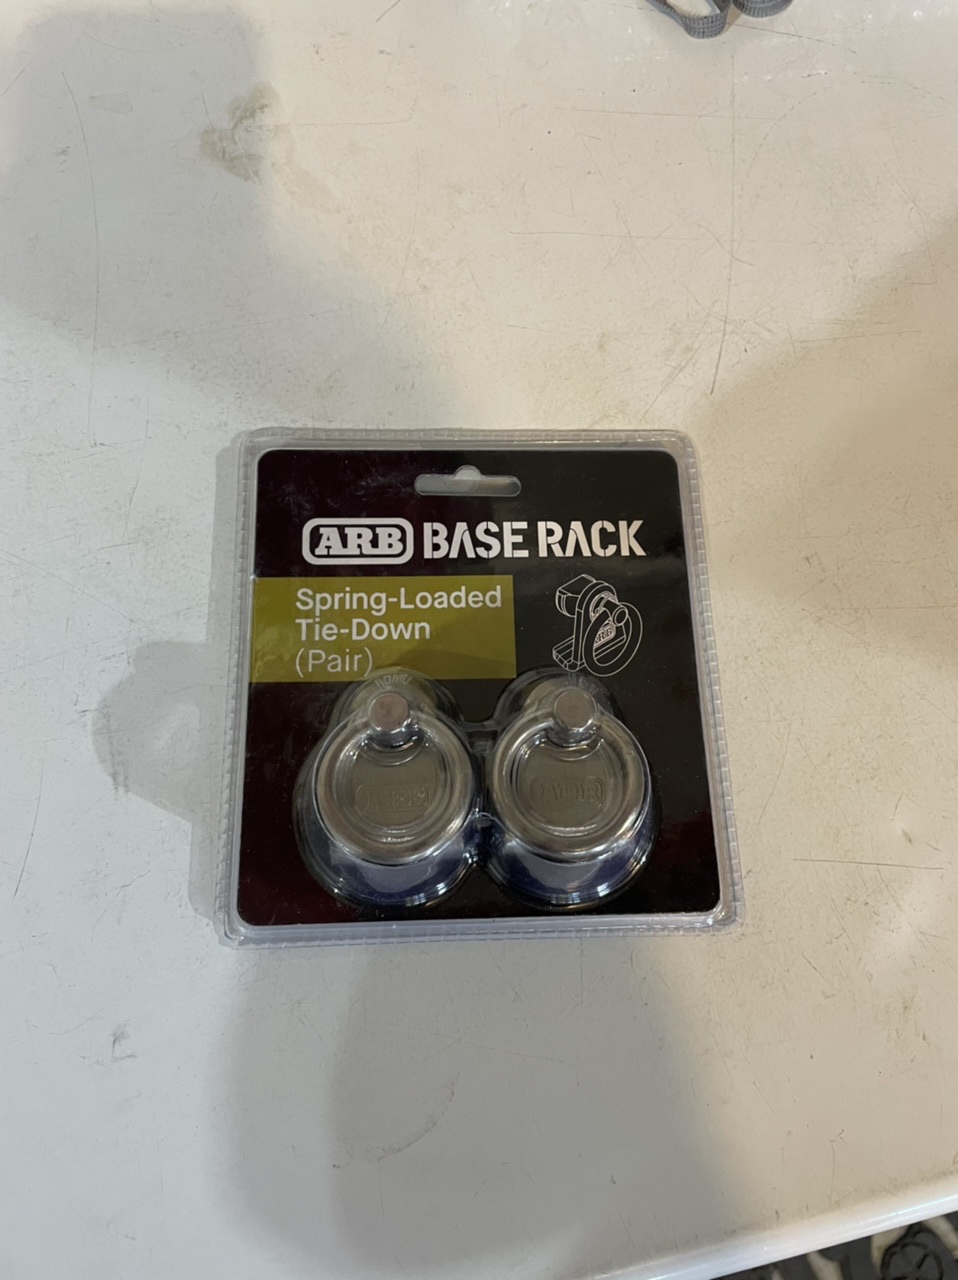 ARB BASE RACK
Spring-Loaded
Tie-Down
(Pair)
ARB
ARB